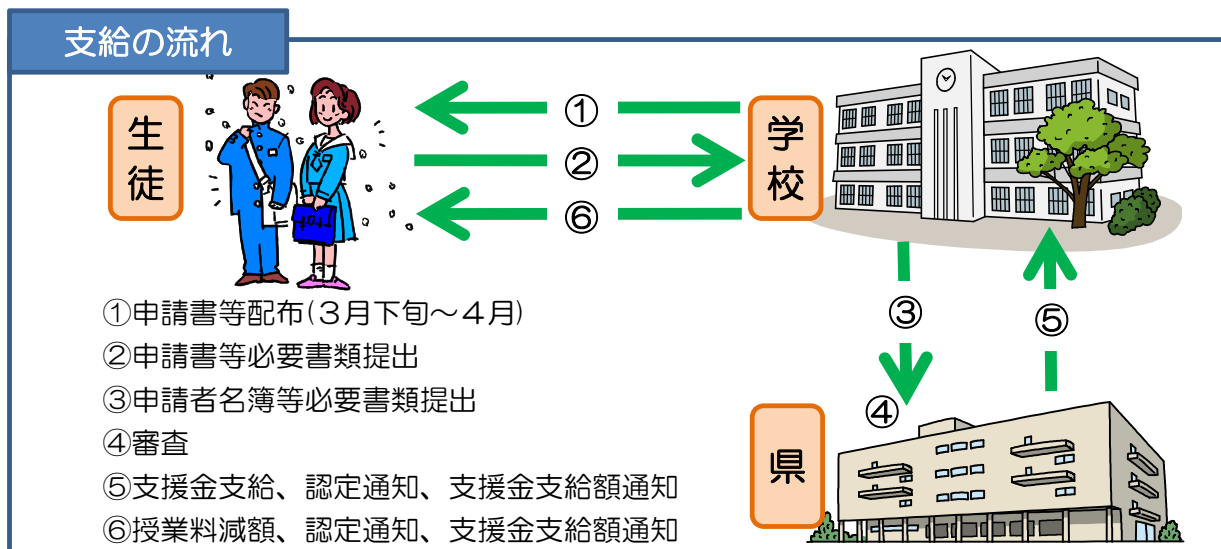 支給の流れ
生徒
①
②
⑥
学校
③
⑤
④
県
①申請書等配布(３月下旬～４月)
②申請書等必要書類提出
③申請者名簿等必要書類提出
④審査
⑤支援金支給、認定通知、支援金支給額通知
⑥授業料減額、認定通知、支援金支給額通知